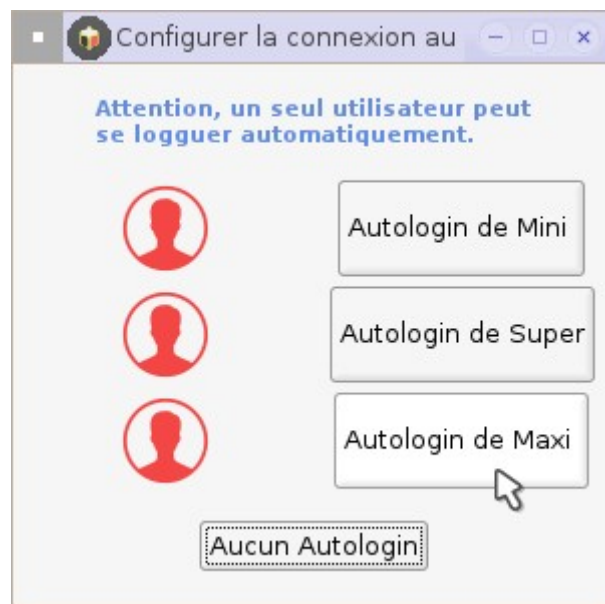 Configurer la connexion au
Attention, un seul utilisateur peut
se logguer automatiquement.
Autologin de Mini
Autologin de Super
Autologin de Maxi
Aucun Autologin